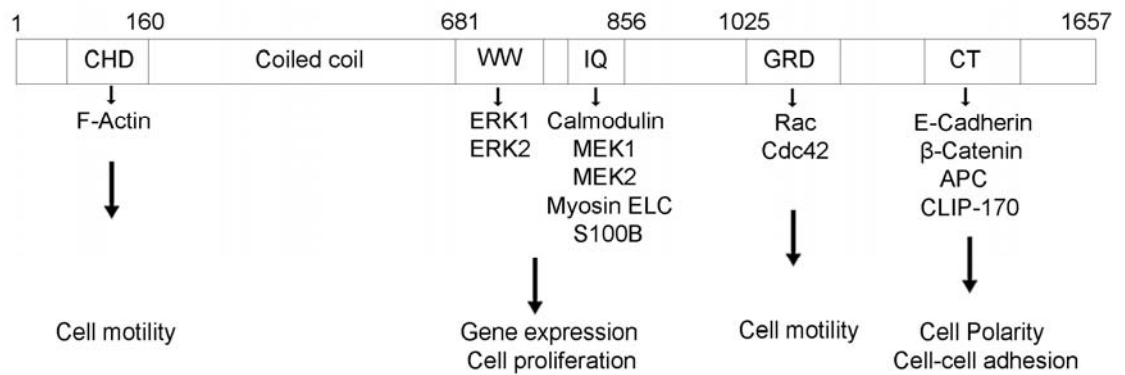 1 160 681 856 1025 1657
CHD Coiled coil WW IQ GRD CT
F-Actin
ERK1
ERK2
Calmodulin
MEK1
MEK2
Myosin ELC
S100B
Rac
Cdc42
E-Cadherin
β-Catenin
APC
CLIP-170
Cell motility
Gene expression
Cell proliferation
Cell motility
Cell Polarity
Cell-cell adhesion